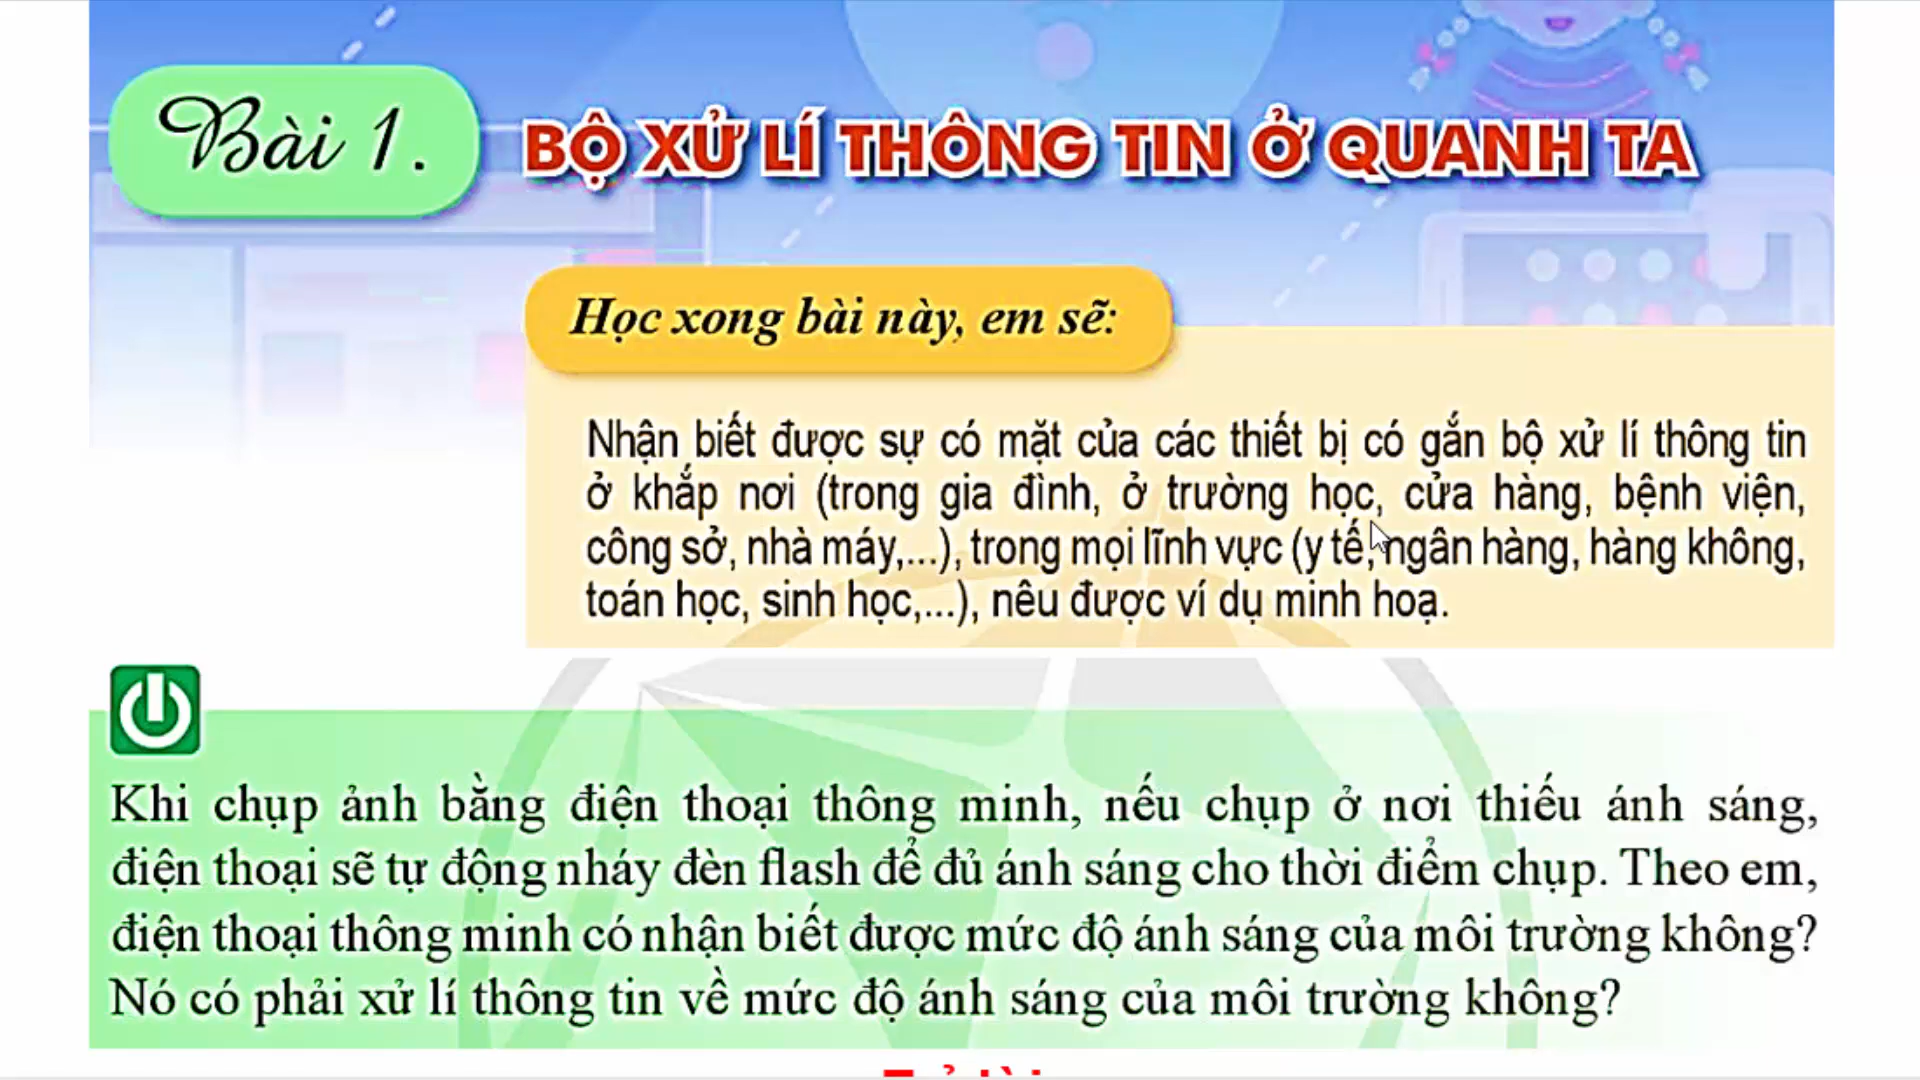 Bài 1.
BỘ XỬ LÍ THÔNG TIN Ở QUANH TA
Học xong bài này, em sẽ:
Nhận biết được sự có mặt của các thiết bị có gắn bộ xử lí thông tin
ở khắp nơi (trong gia đình, ở trường học, cửa hàng, bệnh viện,
công sở, nhà máy,...), trong mọi lĩnh vực (y tế, ngân hàng, hàng không,
toán học, sinh học,...), nêu được ví dụ minh hoạ.
Khi chụp ảnh bằng điện thoại thông minh, nếu chụp ở nơi thiếu ánh sáng,
điện thoại sẽ tự động nháy đèn flash để đủ ánh sáng cho thời điểm chụp. Theo em,
điện thoại thông minh có nhận biết được mức độ ánh sáng của môi trường không?
Nó có phải xử lí thông tin về mức độ ánh sáng của môi trường không?